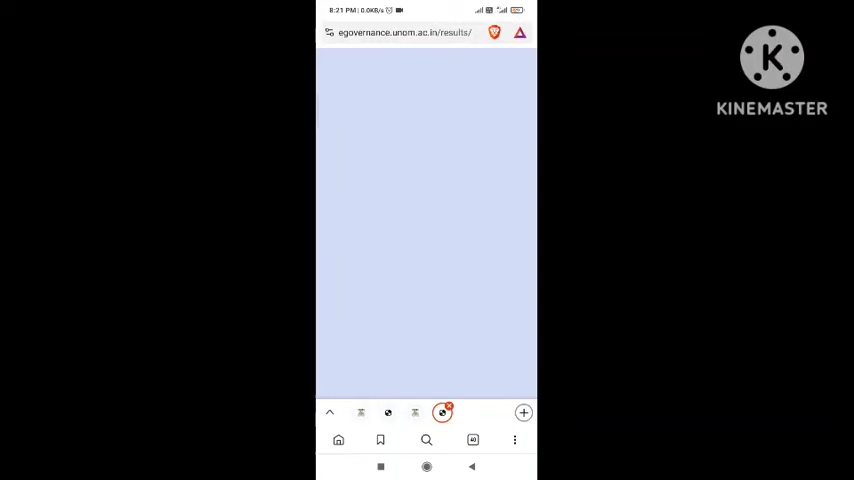 8:21 PM | 0.0KB/s
egovernance.unom.ac.in/results/
K
KINEMASTER
40